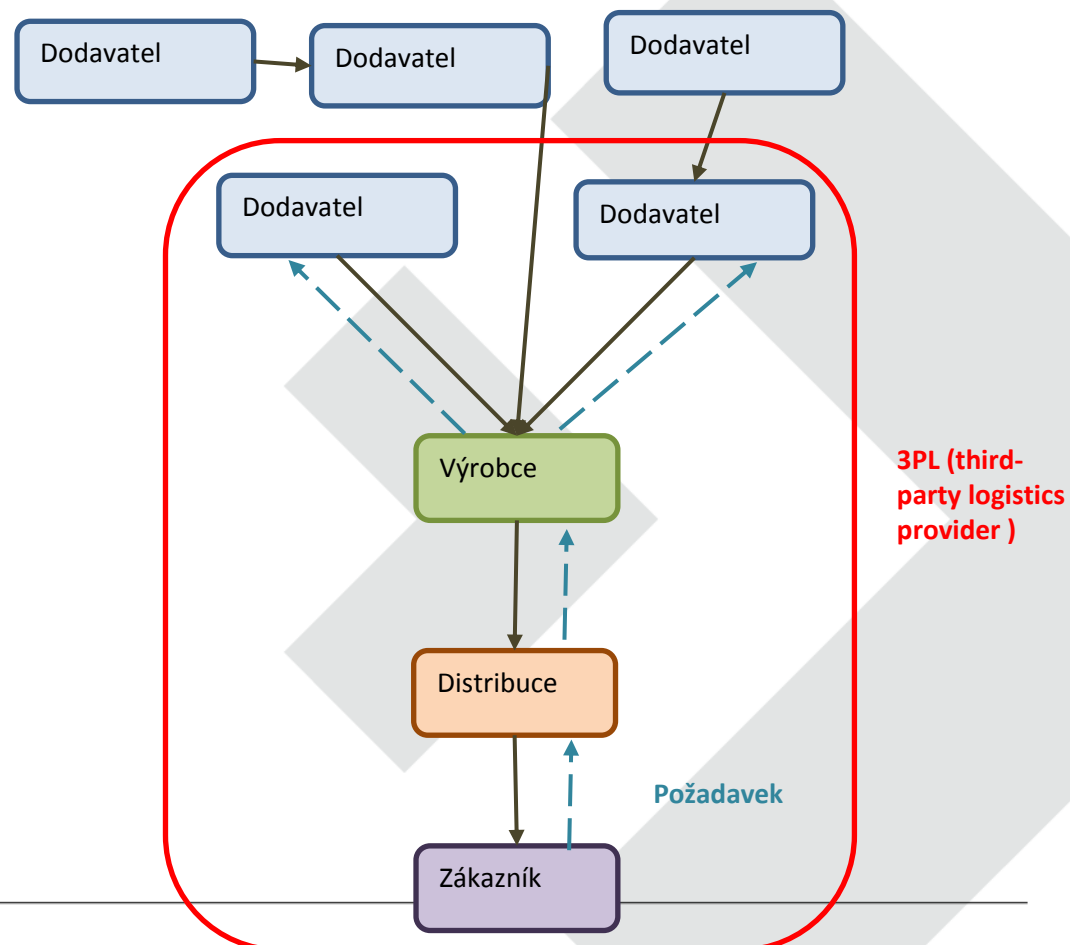 Dodavatel
Dodavatel
Dodavatel
Dodavatel
Dodavatel
Výrobce
3PL (third-
party logistics
provider )
Distribuce
Požadavek
Zákazník